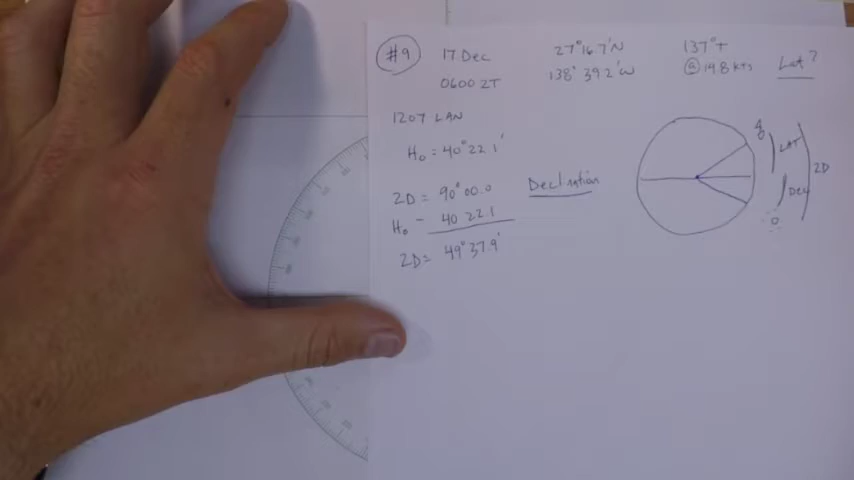 #9 17 Dec 27°16.7'N 137°T
0600 ZT 138°39.2'W @ 19.8 kts Lat?
1207 LAN
Ho = 40°22.1'
ZD = 90°00.0 Declination
Ho - 40 22.1
ZD = 49°37.9'
LAT
ZD
Dec